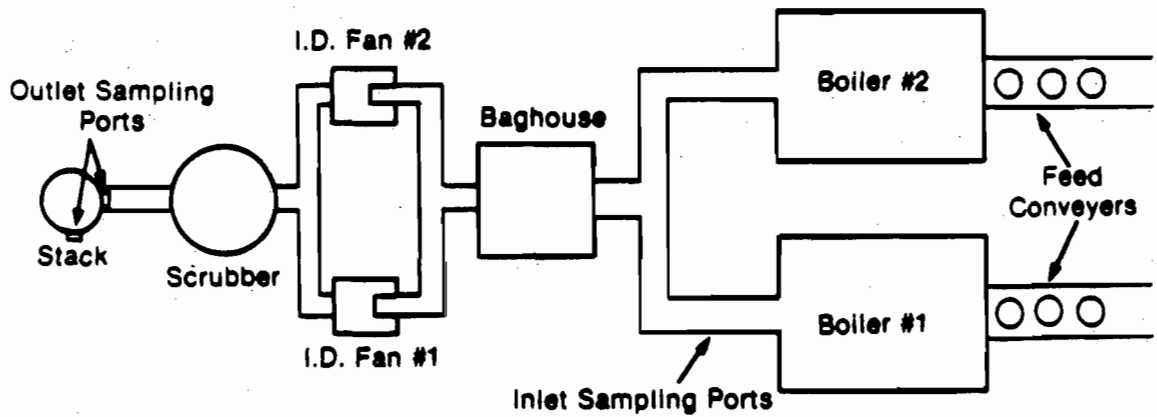 I.D. Fan #2
Outlet Sampling
Ports
Baghouse
Boiler #2
Feed
Conveyers
Stack
Scrubber
Boiler #1
I.D. Fan #1
Inlet Sampling Ports